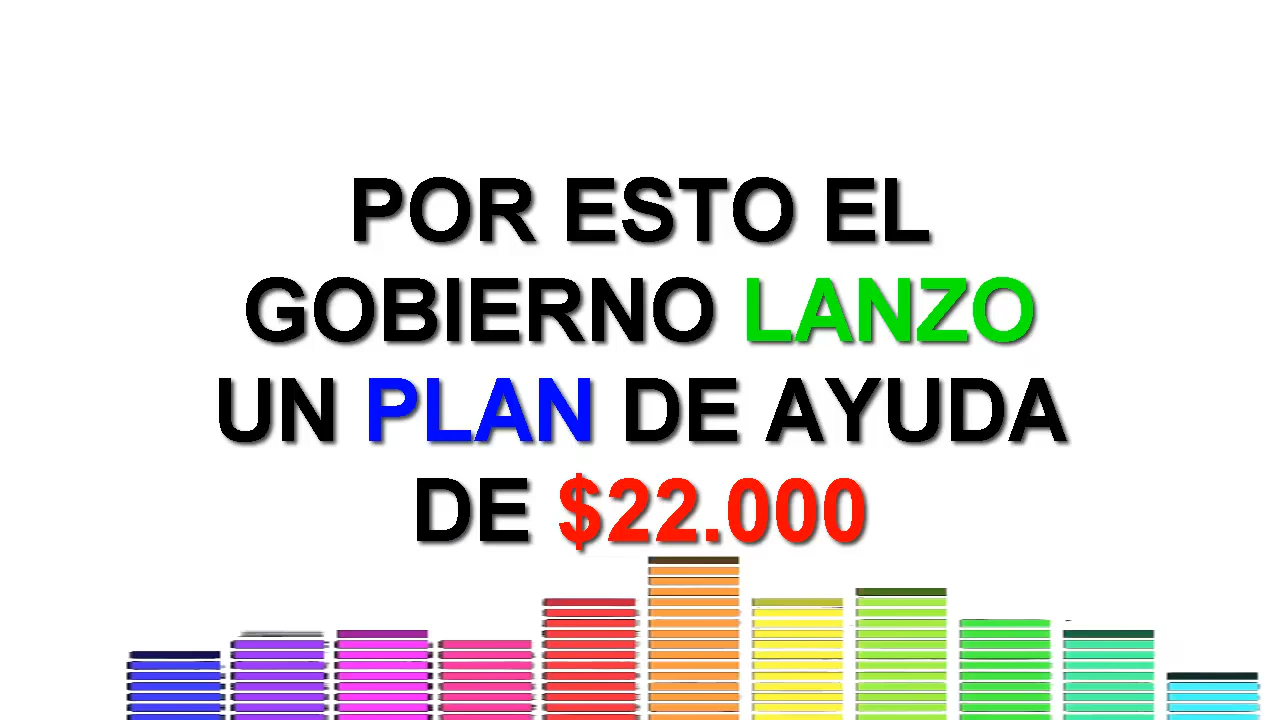 POR ESTO EL
GOBIERNO LANZO
UN PLAN DE AYUDA
DE $22.000